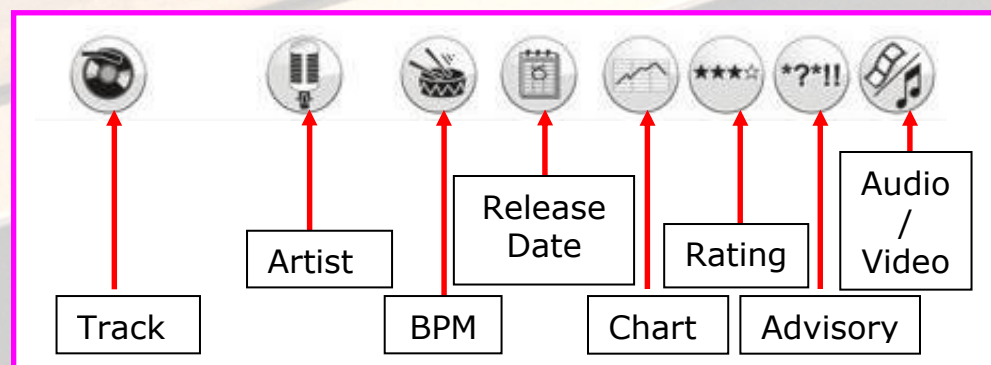 *?*!!
Audio
/
Video
Release
Date
Artist
Rating
Track
BPM
Chart
Advisory